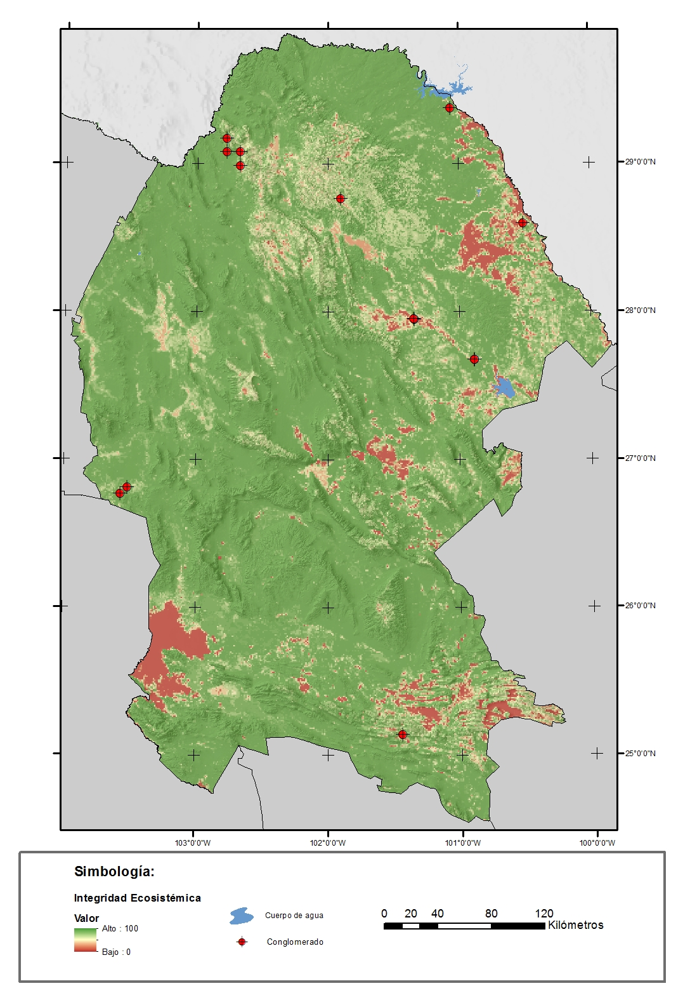 29°0'0"N
28°0'0"N
27°0'0"N
26°0'0"N
25°0'0"N
103°0'0"W
102°0'0"W
101°0'0"W
100°0'0"W
Simbología:
Integridad Ecosistémica
Valor
Alto : 100
Bajo : 0
Cuerpo de agua
Conglomerado
0 20 40 80 120
Kilómetros